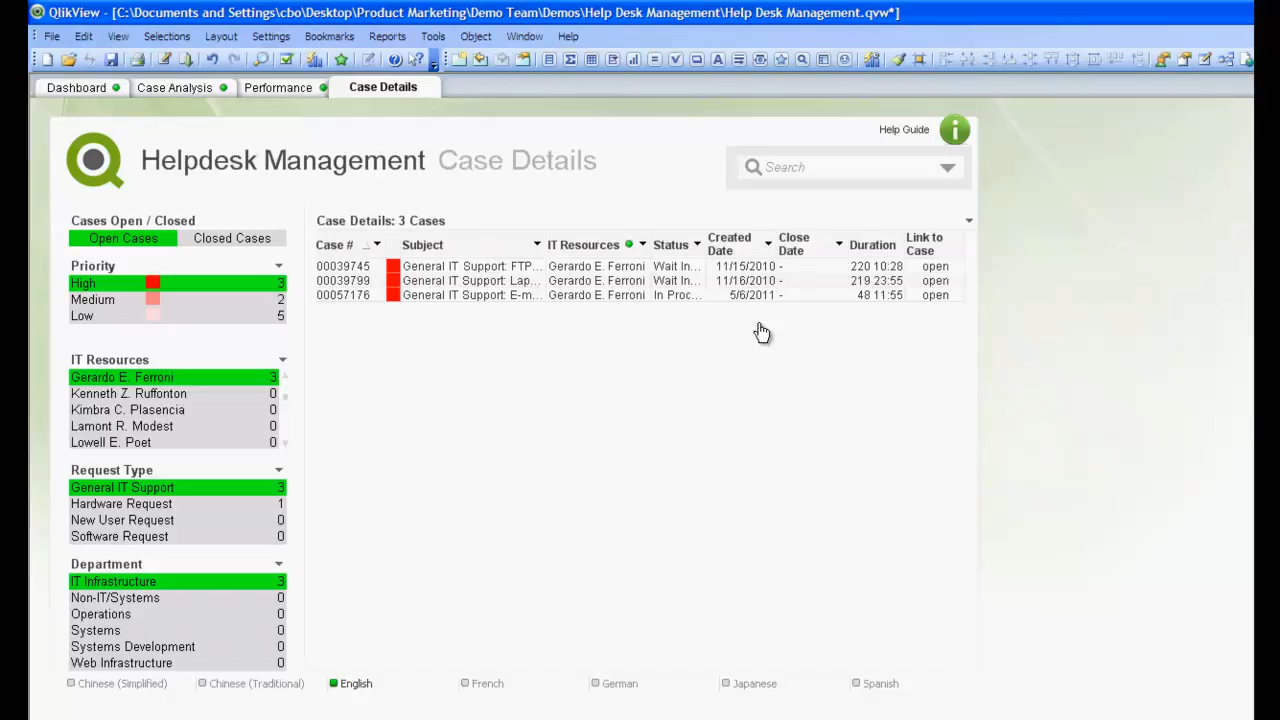 QlikView - [C:\Documents and Settings\cbo\Desktop\Product Marketing\Demo Team\Demos\Help Desk Management\Help Desk Management.qvw*]
File Edit View Selections Layout Settings Bookmarks Reports Tools Object Window Help
Dashboard Case Analysis Performance Case Details
Help Guide
Helpdesk Management Case Details
Search
Cases Open / Closed
Open Cases Closed Cases
Priority
High 3
Medium 2
Low 5
IT Resources
Gerardo E. Ferroni 3
Kenneth Z. Ruffonton 0
Kimbra C. Plasencia 0
Lamont R. Modest 0
Lowell E. Poet 0
Request Type
General IT Support 3
Hardware Request 1
New User Request 0
Software Request 0
Department
IT Infrastructure 3
Non-IT/Systems 0
Operations 0
Systems 0
Systems Development 0
Web Infrastructure 0
Case Details: 3 Cases
Case # Subject IT Resources Status Created Date Close Date Duration Link to Case
00039745 General IT Support: FTP... Gerardo E. Ferroni Wait In... 11/15/2010 - 220 10:28 open
00039799 General IT Support: Lap... Gerardo E. Ferroni Wait In... 11/16/2010 - 219 23:55 open
00057176 General IT Support: E-m... Gerardo E. Ferroni In Proc... 5/6/2011 - 48 11:55 open
Chinese (Simplified) Chinese (Traditional) English French German Japanese Spanish